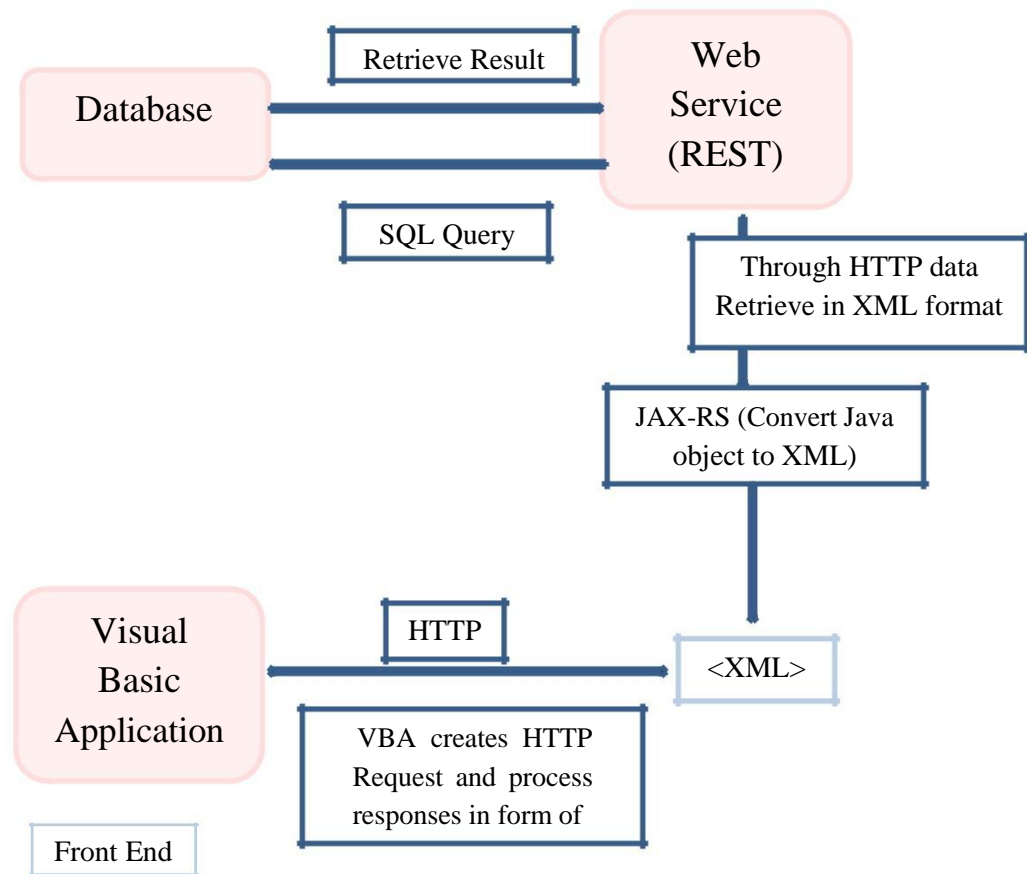 Retrieve Result
Database
Web
Service
(REST)
SQL Query
Through HTTP data
Retrieve in XML format
JAX-RS (Convert Java
object to XML)
Visual
Basic
Application
HTTP
<XML>
VBA creates HTTP
Request and process
responses in form of
Front End